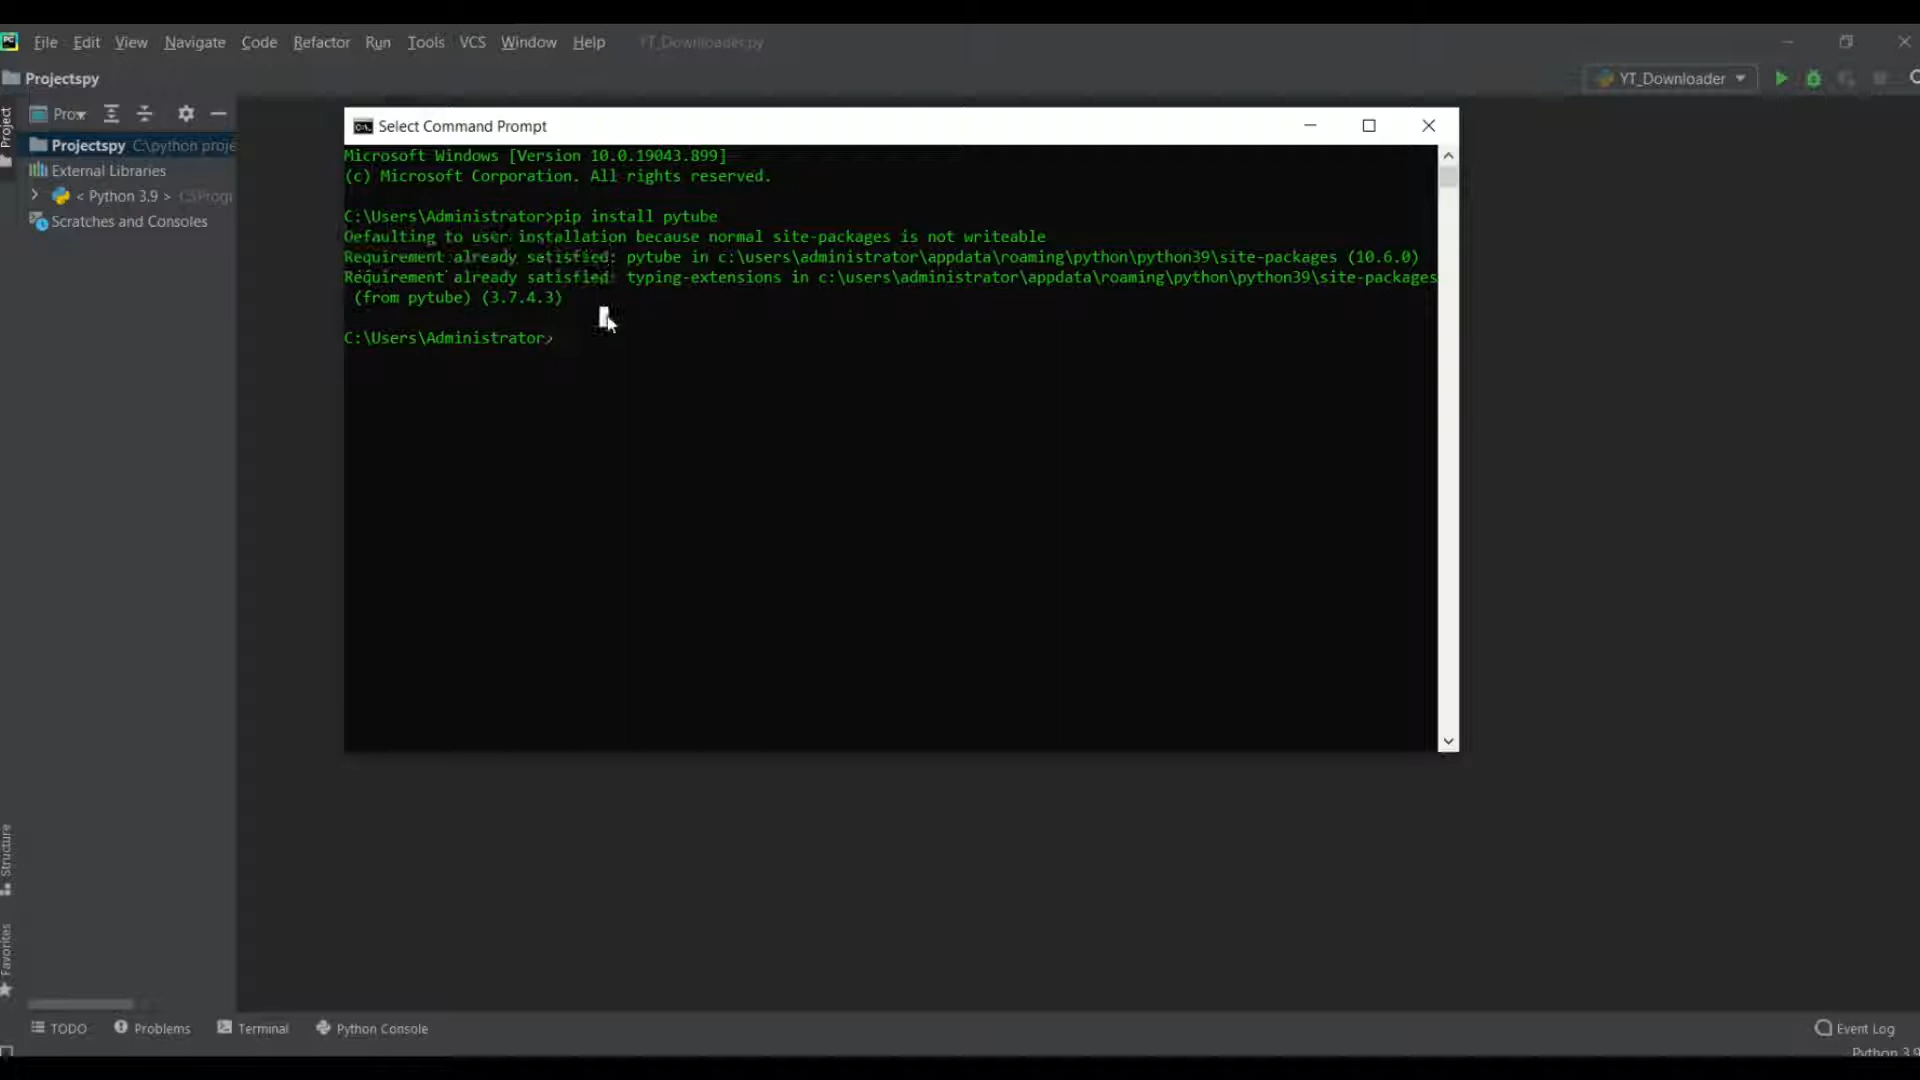 File Edit View Navigate Code Refactor Run Tools VCS Window Help YT_Downloader.py
Projectspy
YT_Downloader
Project
Pro
Projectspy C:\python proje
External Libraries
< Python 3.9 > C:\Progr
Scratches and Consoles
Select Command Prompt
Microsoft Windows [Version 10.0.19043.899]
(c) Microsoft Corporation. All rights reserved.
C:\Users\Administrator>pip install pytube
Defaulting to user installation because normal site-packages is not writeable
Requirement already satisfied: pytube in c:\users\administrator\appdata\roaming\python\python39\site-packages (10.6.0)
Requirement already satisfied: typing-extensions in c:\users\administrator\appdata\roaming\python\python39\site-packages
(from pytube) (3.7.4.3)
C:\Users\Administrator>
Structure
Favorites
TODO Problems Terminal Python Console
Event Log
Python 3.9